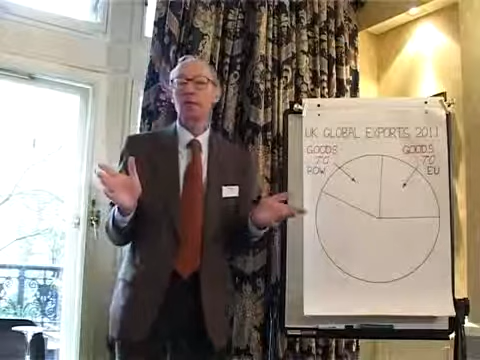 UK GLOBAL EXPORTS 2011
GOODS
TO
ROW
GOODS
TO
EU